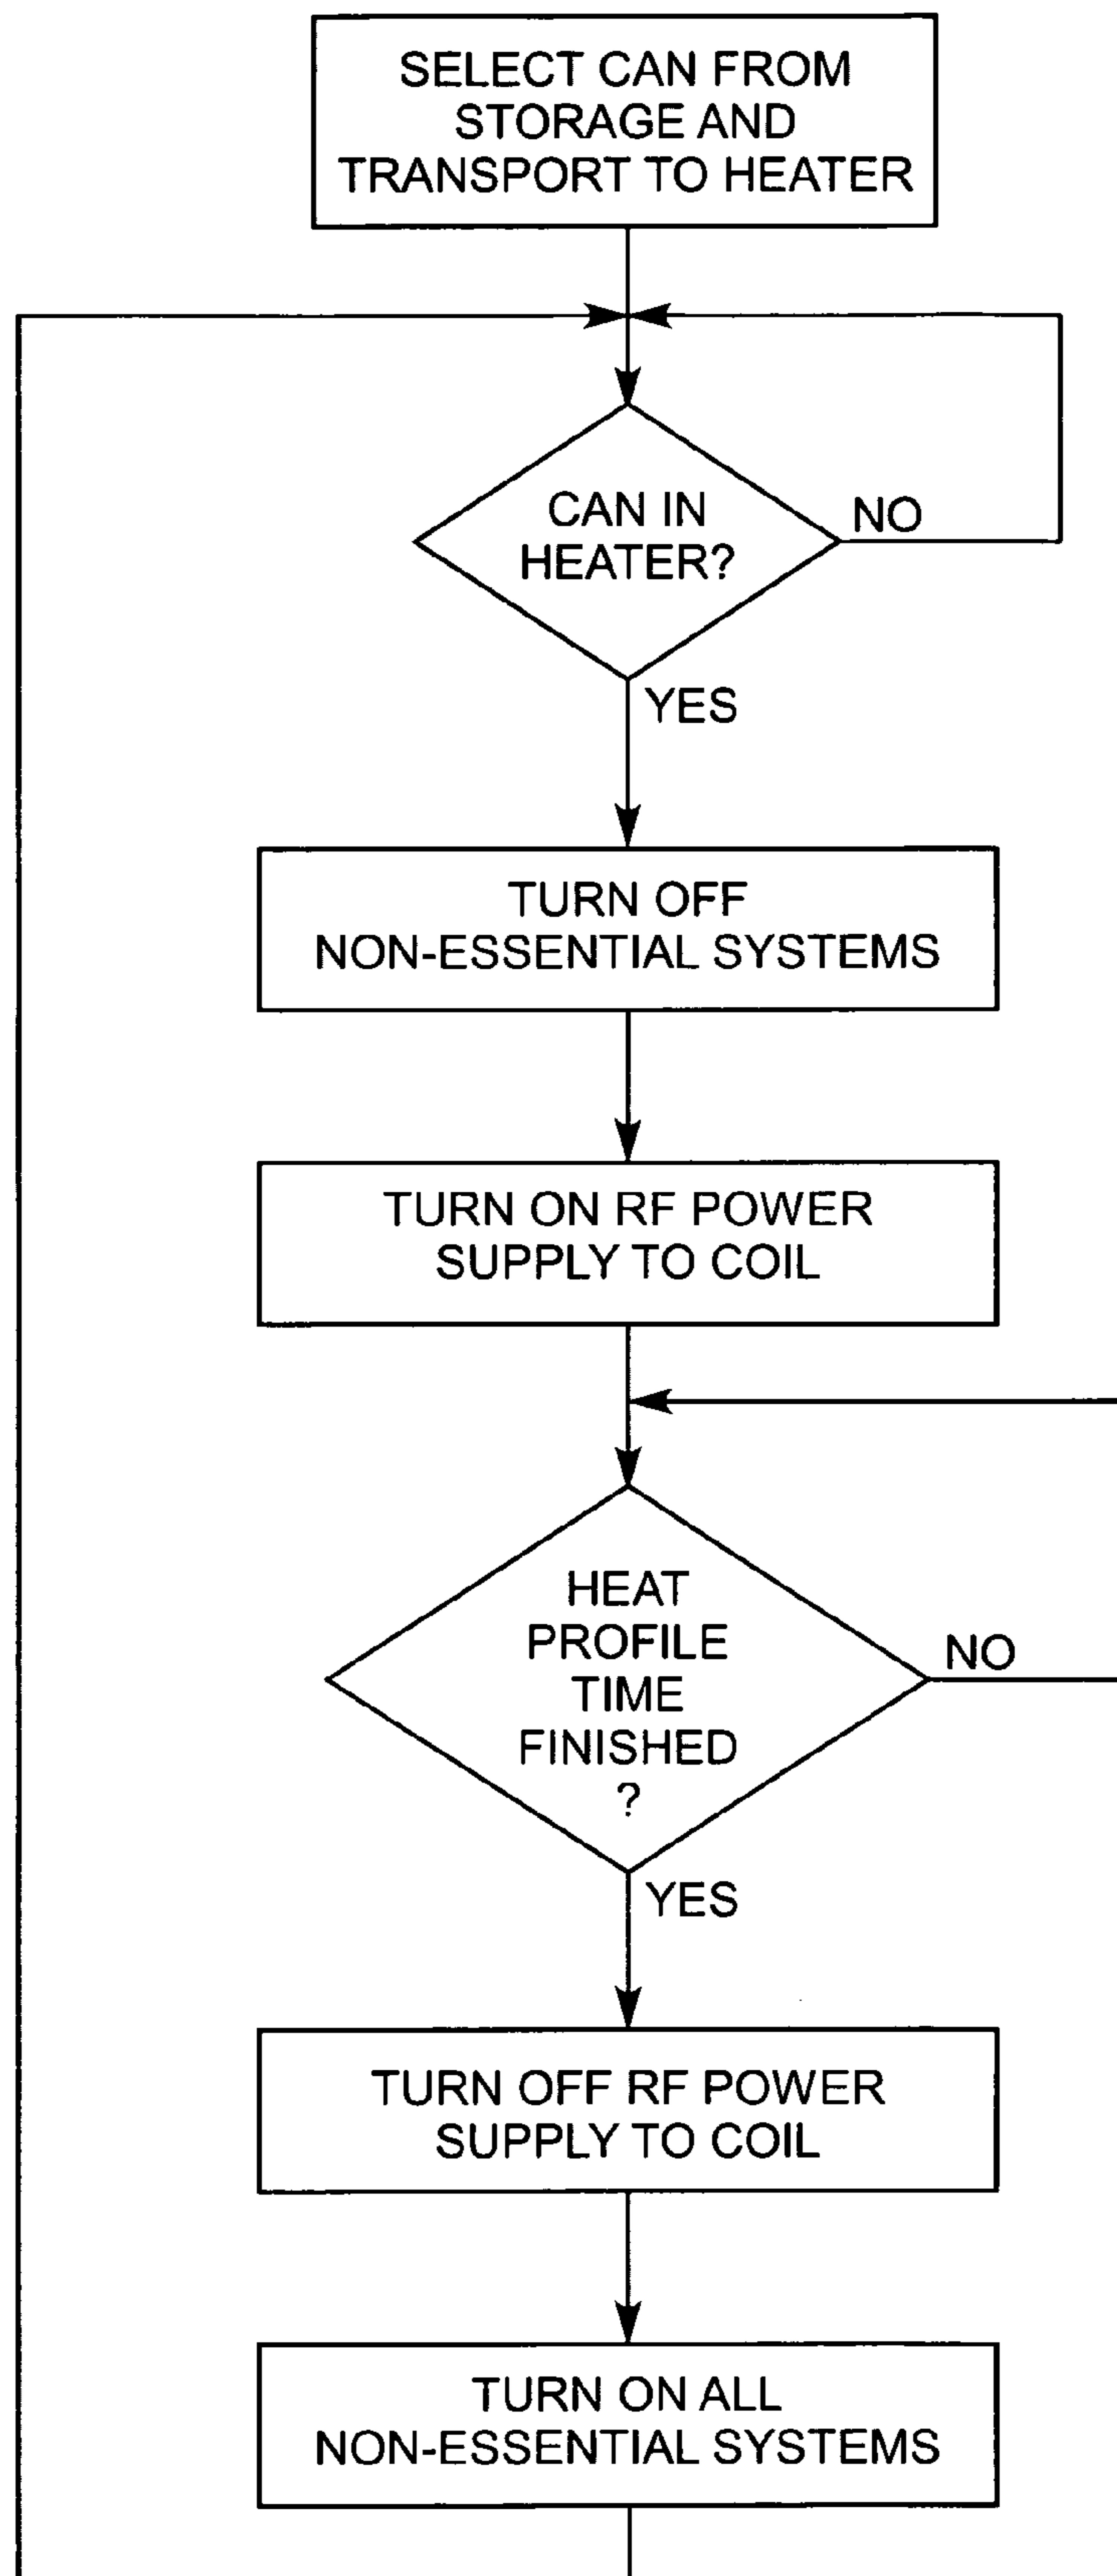 SELECT CAN FROM
STORAGE AND
TRANSPORT TO HEATER
CAN IN
HEATER?
NO
YES
TURN OFF
NON-ESSENTIAL SYSTEMS
TURN ON RF POWER
SUPPLY TO COIL
HEAT
PROFILE
TIME
FINISHED
?
NO
YES
TURN OFF RF POWER
SUPPLY TO COIL
TURN ON ALL
NON-ESSENTIAL SYSTEMS